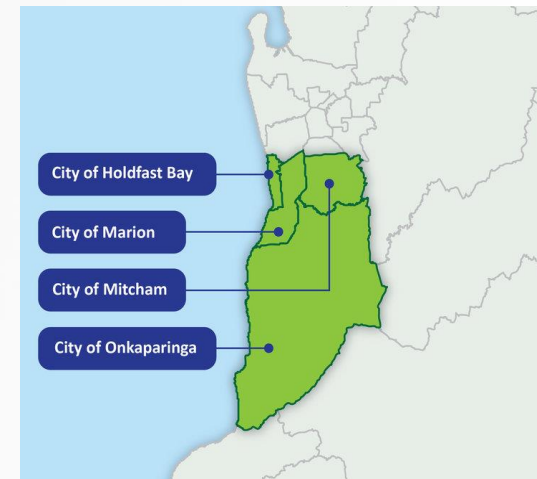 City of Holdfast Bay
City of Marion
City of Mitcham
City of Onkaparinga